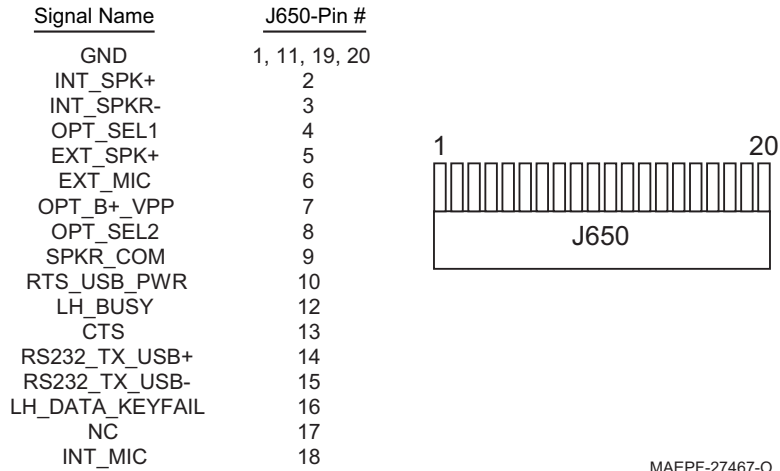 Signal Name J650-Pin #
GND 1, 11, 19, 20
INT_SPK+ 2
INT_SPKR- 3
OPT_SEL1 4
EXT_SPK+ 5
EXT_MIC 6
OPT_B+_VPP 7
OPT_SEL2 8
SPKR_COM 9
RTS_USB_PWR 10
LH_BUSY 12
CTS 13
RS232_TX_USB+ 14
RS232_TX_USB- 15
LH_DATA_KEYFAIL 16
NC 17
INT_MIC 18
1 20
J650
MAEPF-27467-O